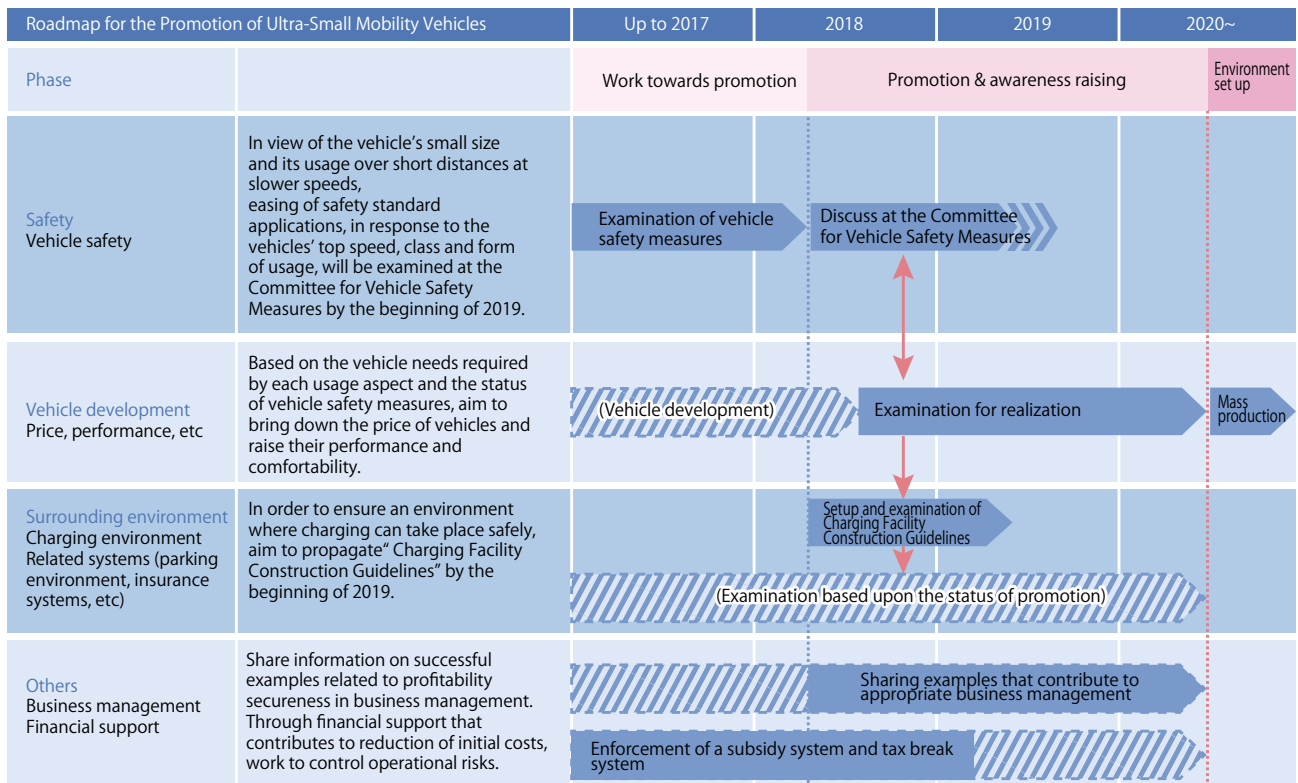 Roadmap for the Promotion of Ultra-Small Mobility Vehicles
Up to 2017
2018
2019
2020~
Phase
Work towards promotion
Promotion & awareness raising
Environment
set up
Safety
Vehicle safety
In view of the vehicle's small size
and its usage over short distances at
slower speeds,
easing of safety standard
applications, in response to the
vehicles' top speed, class and form
of usage, will be examined at the
Committee for Vehicle Safety
Measures by the beginning of 2019.
Examination of vehicle
safety measures
Discuss at the Committee
for Vehicle Safety Measures
Vehicle development
Price, performance, etc
Based on the vehicle needs required
by each usage aspect and the status
of vehicle safety measures, aim to
bring down the price of vehicles and
raise their performance and
comfortability.
(Vehicle development)
Examination for realization
Mass
production
Surrounding environment
Charging environment
Related systems (parking
environment, insurance
systems, etc)
In order to ensure an environment
where charging can take place safely,
aim to propagate“ Charging Facility
Construction Guidelines” by the
beginning of 2019.
Setup and examination of
Charging Facility
Construction Guidelines
(Examination based upon the status of promotion)
Others
Business management
Financial support
Share information on successful
examples related to profitability
secureness in business management.
Through financial support that
contributes to reduction of initial costs,
work to control operational risks.
Sharing examples that contribute to
appropriate business management
Enforcement of a subsidy system and tax break
system